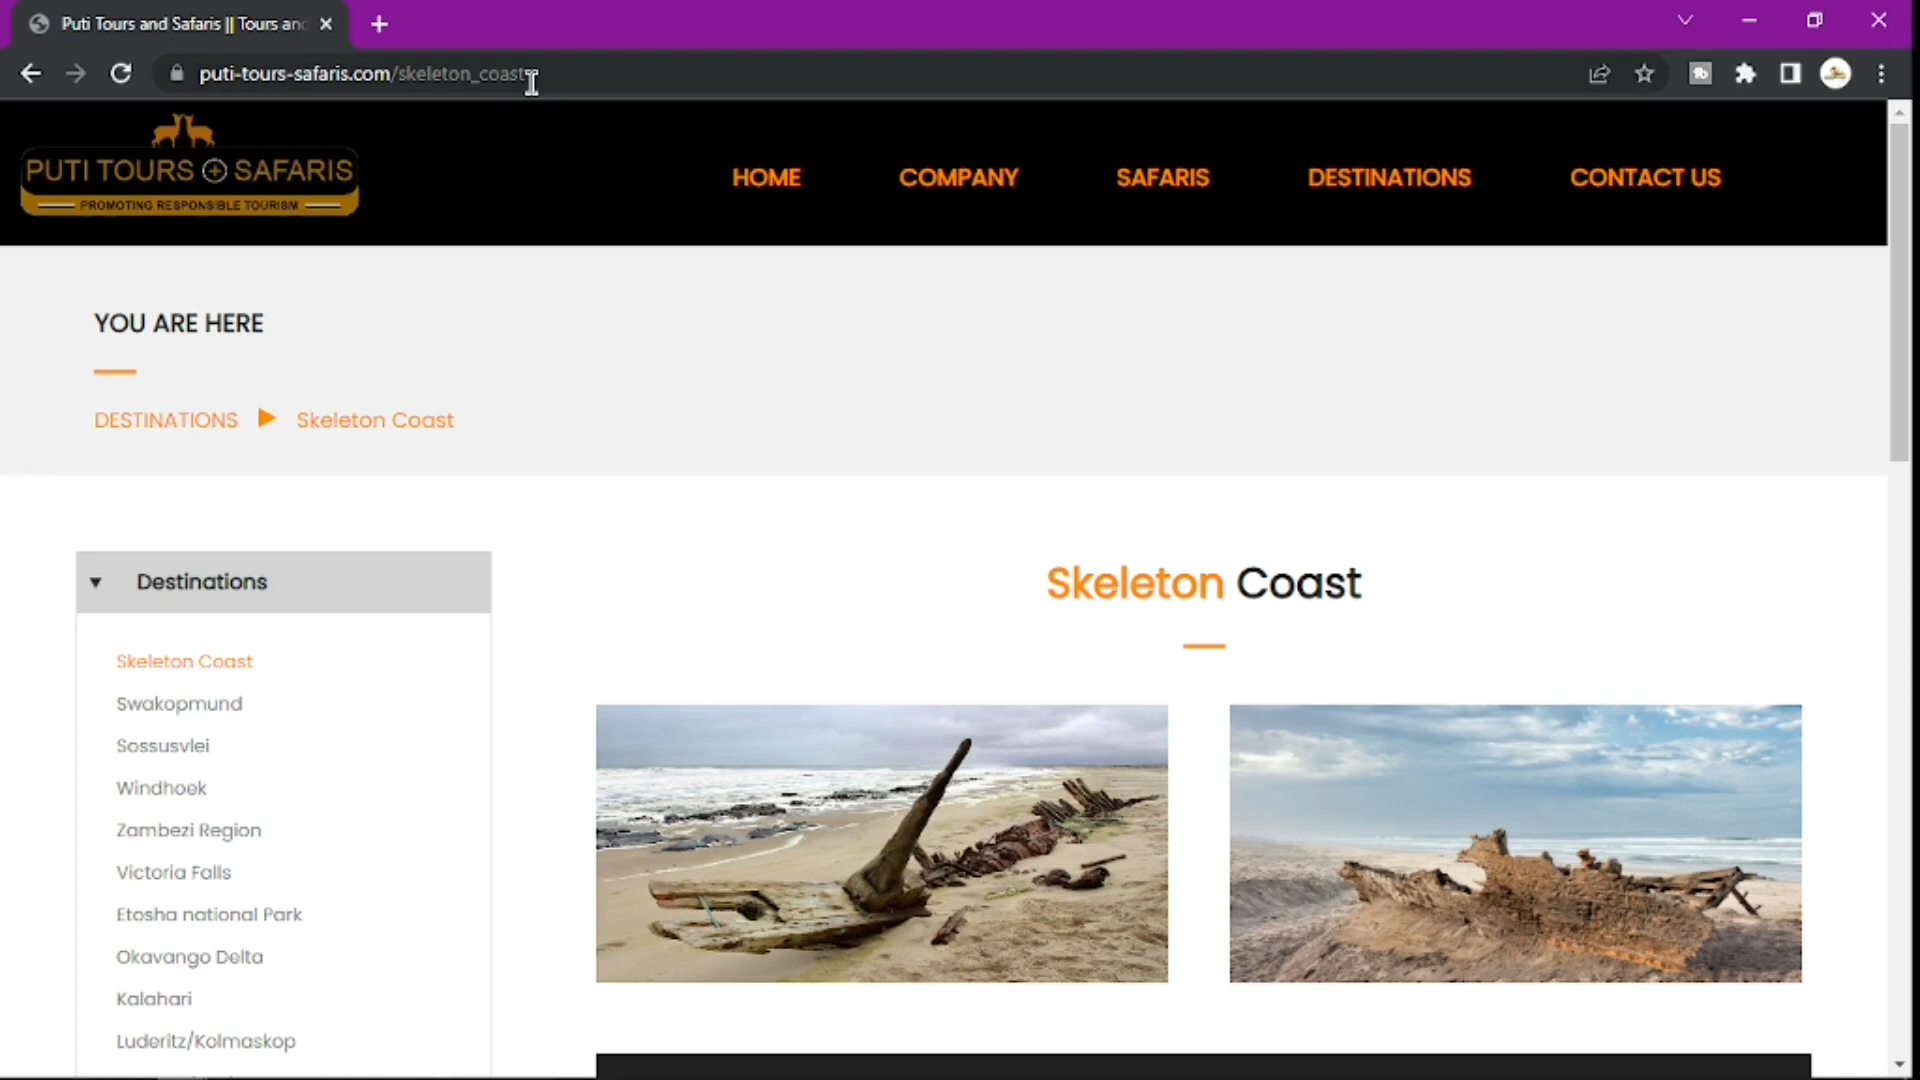 Puti Tours and Safaris || Tours an
puti-tours-safaris.com/skeleton_coast
PUTI TOURS SAFARIS
PROMOTING RESPONSIBLE TOURISM
HOME
COMPANY
SAFARIS
DESTINATIONS
CONTACT US
YOU ARE HERE
DESTINATIONS
Skeleton Coast
Destinations
Skeleton Coast
Swakopmund
Sossusvlei
Windhoek
Zambezi Region
Victoria Falls
Etosha national Park
Okavango Delta
Kalahari
Luderitz/Kolmaskop
Skeleton Coast